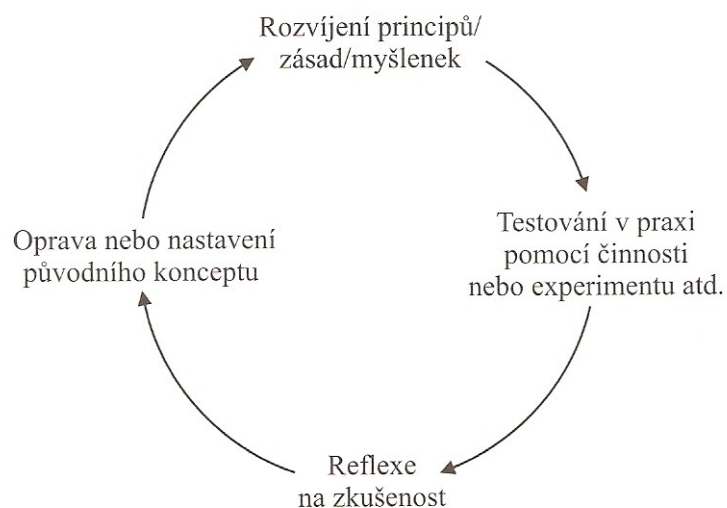 Rozvíjení principů/
zásad/myšlenek
Testování v praxi
pomocí činnosti
nebo experimentu atd.
Reflexe
na zkušenost
Oprava nebo nastavení
původního konceptu